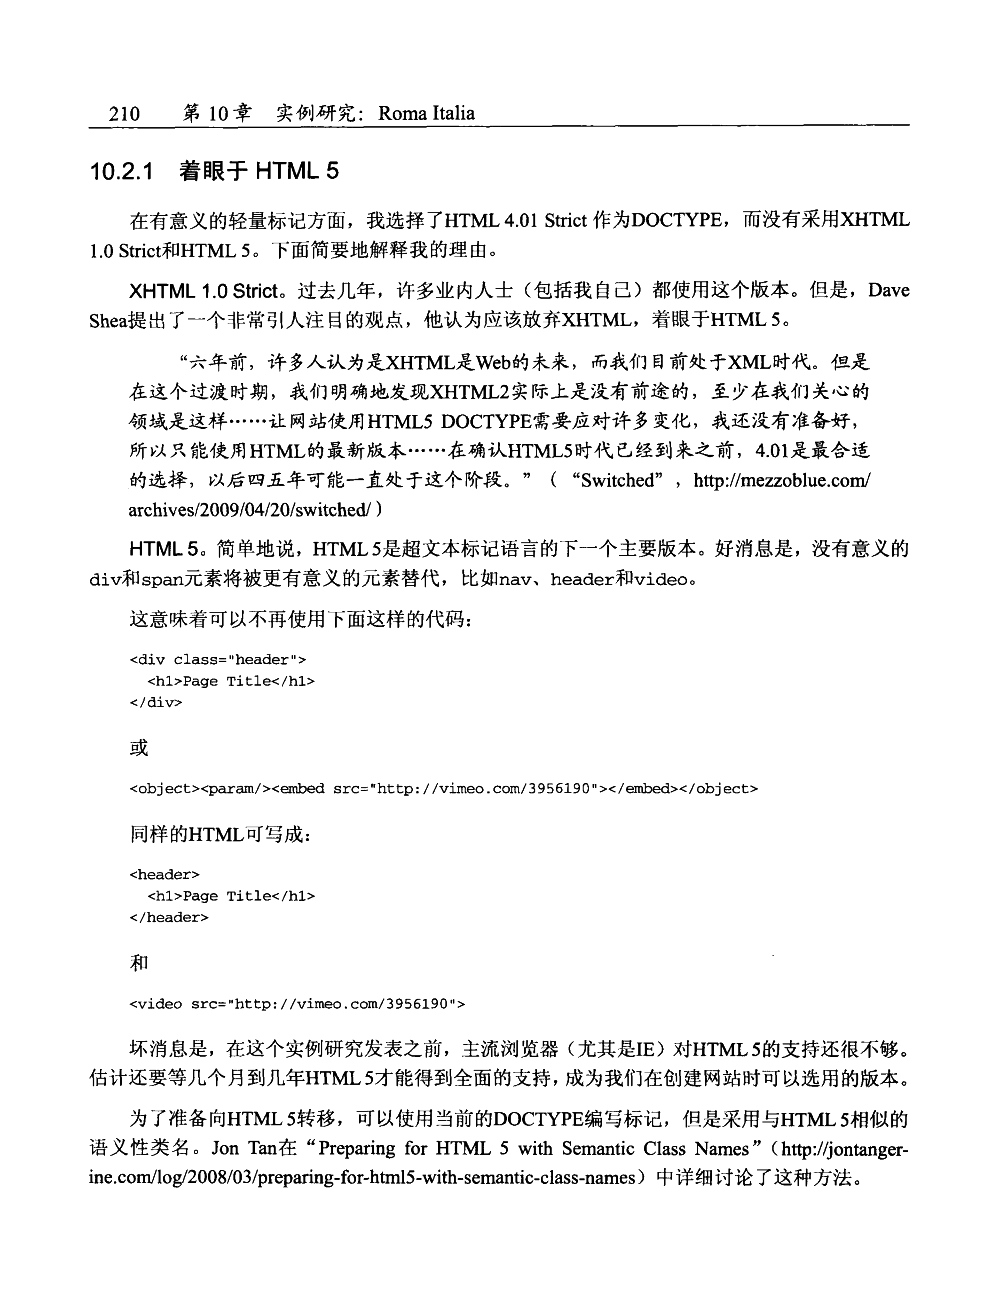 210 第 10 章 实例研究：Roma Italia
10.2.1 着眼于 HTML 5
在有意义的轻量标记方面，我选择了HTML 4.01 Strict 作为DOCTYPE，而没有采用XHTML
1.0 Strict和HTML 5。下面简要地解释我的理由。
XHTML 1.0 Strict。过去几年，许多业内人士（包括我自己）都使用这个版本。但是，Dave
Shea提出了一个非常引人注目的观点，他认为应该放弃XHTML，着眼于HTML 5。
“六年前，许多人认为是XHTML是Web的未来，而我们目前处于XML时代。但是
在这个过渡时期，我们明确地发现XHTML2实际上是没有前途的，至少在我们关心的
领域是这样……让网站使用HTML5 DOCTYPE需要应对许多变化，我还没有准备好，
所以只能使用HTML的最新版本……在确认HTML5时代已经到来之前，4.01是最合适
的选择，以后四五年可能一直处于这个阶段。”（“Switched”，http://mezzoblue.com/
archives/2009/04/20/switched/）
HTML 5。简单地说，HTML 5是超文本标记语言的下一个主要版本。好消息是，没有意义的
div和span元素将被更有意义的元素替代，比如nav、header和video。
这意味着可以不再使用下面这样的代码：
<div class="header">
<h1>Page Title</h1>
</div>
或
<object><param/><embed src="http://vimeo.com/3956190"></embed></object>
同样的HTML可写成：
<header>
<h1>Page Title</h1>
</header>
和
<video src="http://vimeo.com/3956190">
坏消息是，在这个实例研究发表之前，主流浏览器（尤其是IE）对HTML 5的支持还很不够。
估计还要等几个月到几年HTML 5才能得到全面的支持，成为我们在创建网站时可以选用的版本。
为了准备向HTML 5转移，可以使用当前的DOCTYPE编写标记，但是采用与HTML 5相似的
语义性类名。Jon Tan在“Preparing for HTML 5 with Semantic Class Names”（http://jontanger-
ine.com/log/2008/03/preparing-for-html5-with-semantic-class-names）中详细讨论了这种方法。